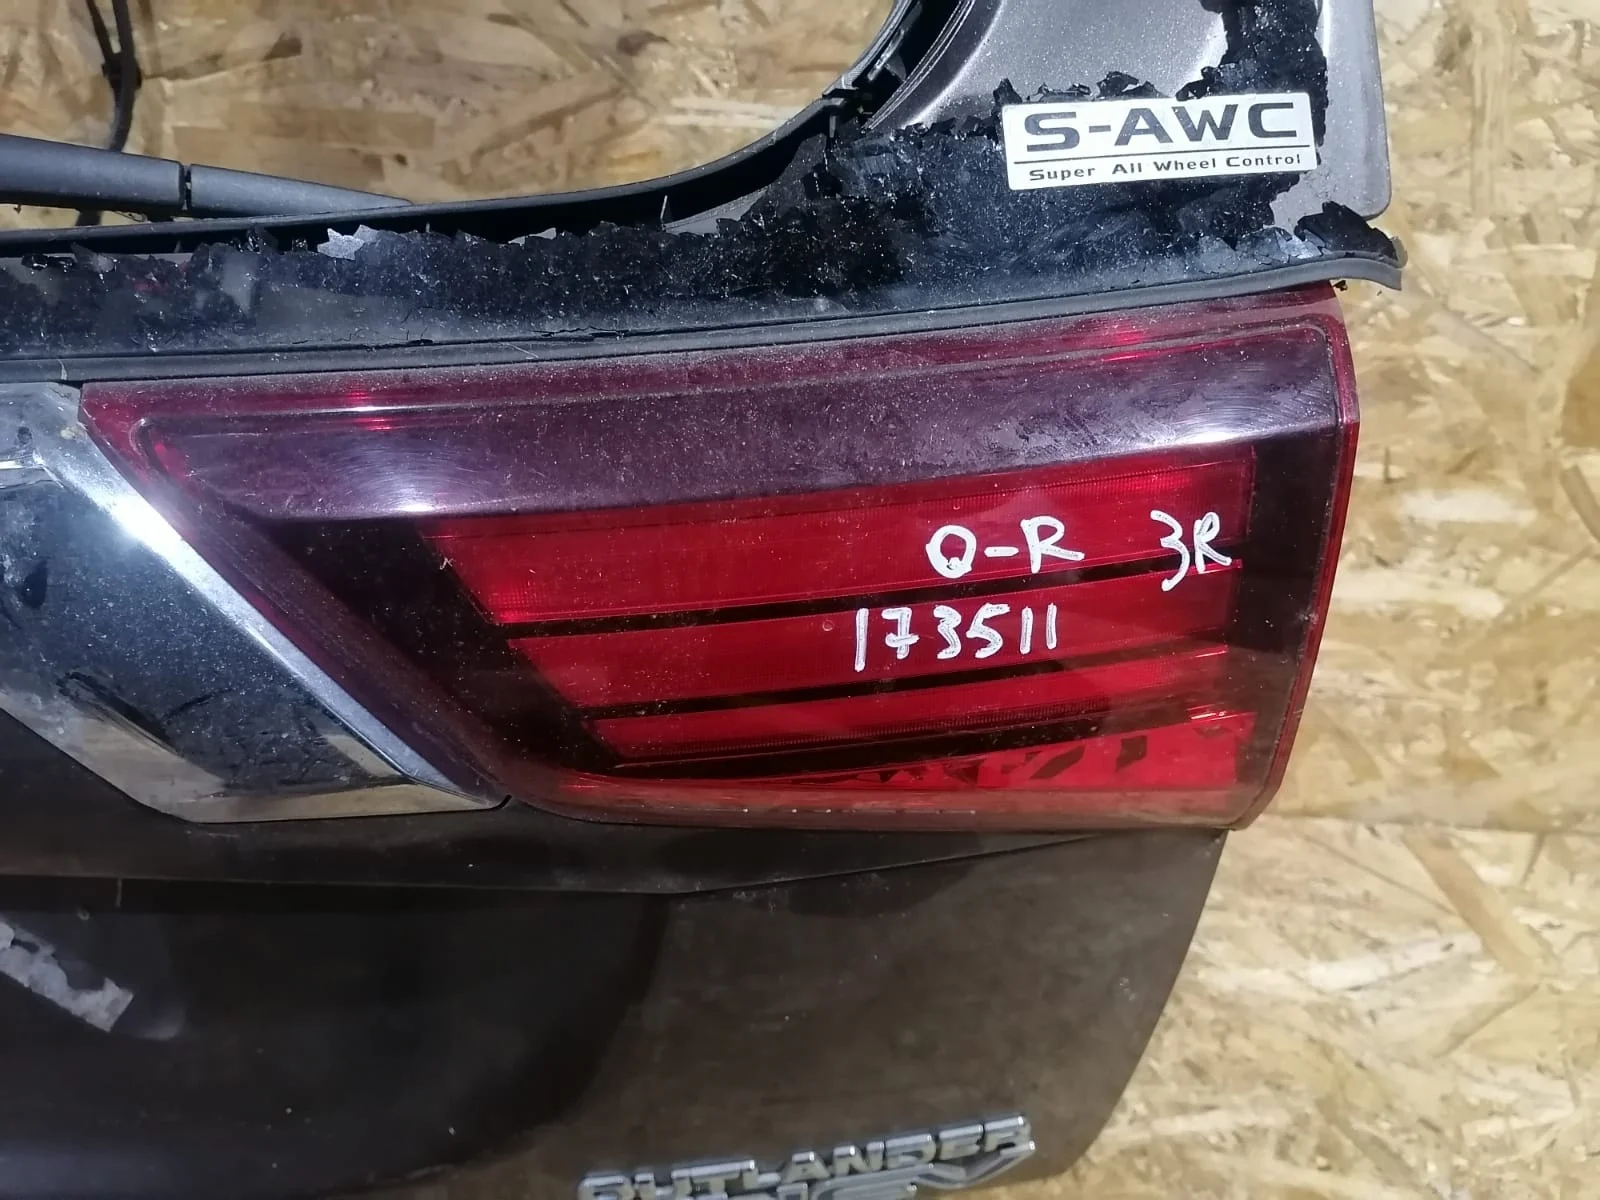 S-AWC
Super All Wheel Control
Q-R 3R
173511
OUTLANDER